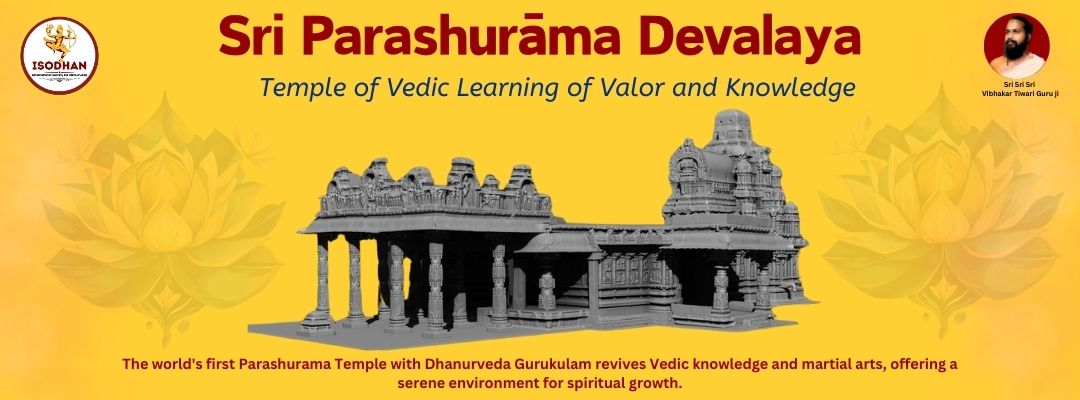 Sri Parashurāma Devalaya
Temple of Vedic Learning of Valor and Knowledge
ISODHAN
Sri Sri Sri
Vibhakar Tiwari Guru ji
The world's first Parashurama Temple with Dhanurveda Gurukulam revives Vedic knowledge and martial arts, offering a
serene environment for spiritual growth.